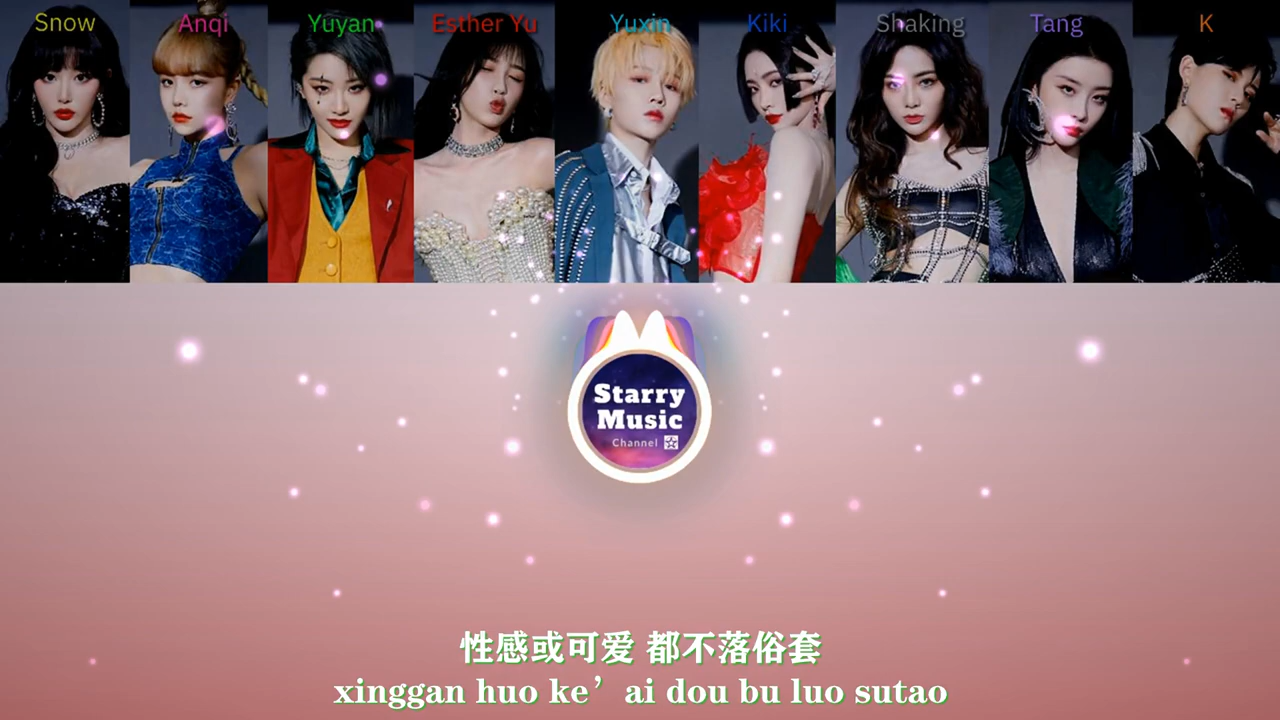 Snow Anqi Yuyan Esther Yu Yuxin Kiki Shaking Tang K
Starry
Music
Channel
性感或可爱 都不落俗套
xinggan huo ke’ai dou bu luo sutao